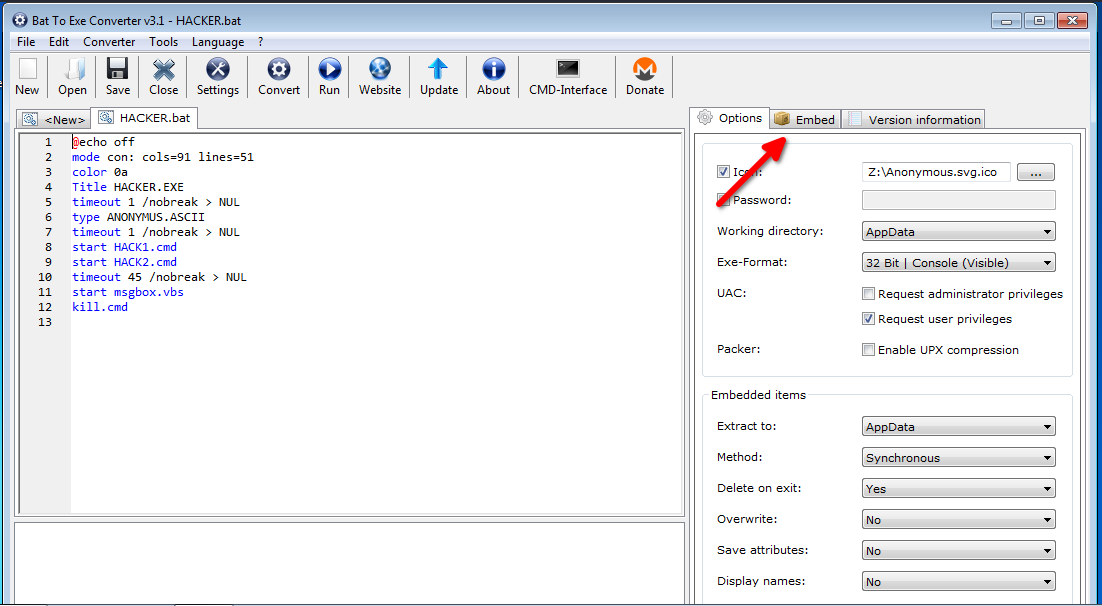 Bat To Exe Converter v3.1 - HACKER.bat
File Edit Converter Tools Language ?
New Open Save Close Settings Convert Run Website Update About CMD-Interface Donate
<New> HACKER.bat
1 @echo off
2 mode con: cols=91 lines=51
3 color 0a
4 Title HACKER.EXE
5 timeout 1 /nobreak > NUL
6 type ANONYMUS.ASCII
7 timeout 1 /nobreak > NUL
8 start HACK1.cmd
9 start HACK2.cmd
10 timeout 45 /nobreak > NUL
11 start msgbox.vbs
12 kill.cmd
13
Options Embed Version information
Icon: Z:\Anonymous.svg.ico ...
Password:
Working directory: AppData
Exe-Format: 32 Bit | Console (Visible)
UAC: Request administrator privileges
Request user privileges
Packer: Enable UPX compression
Embedded items
Extract to: AppData
Method: Synchronous
Delete on exit: Yes
Overwrite: No
Save attributes: No
Display names: No